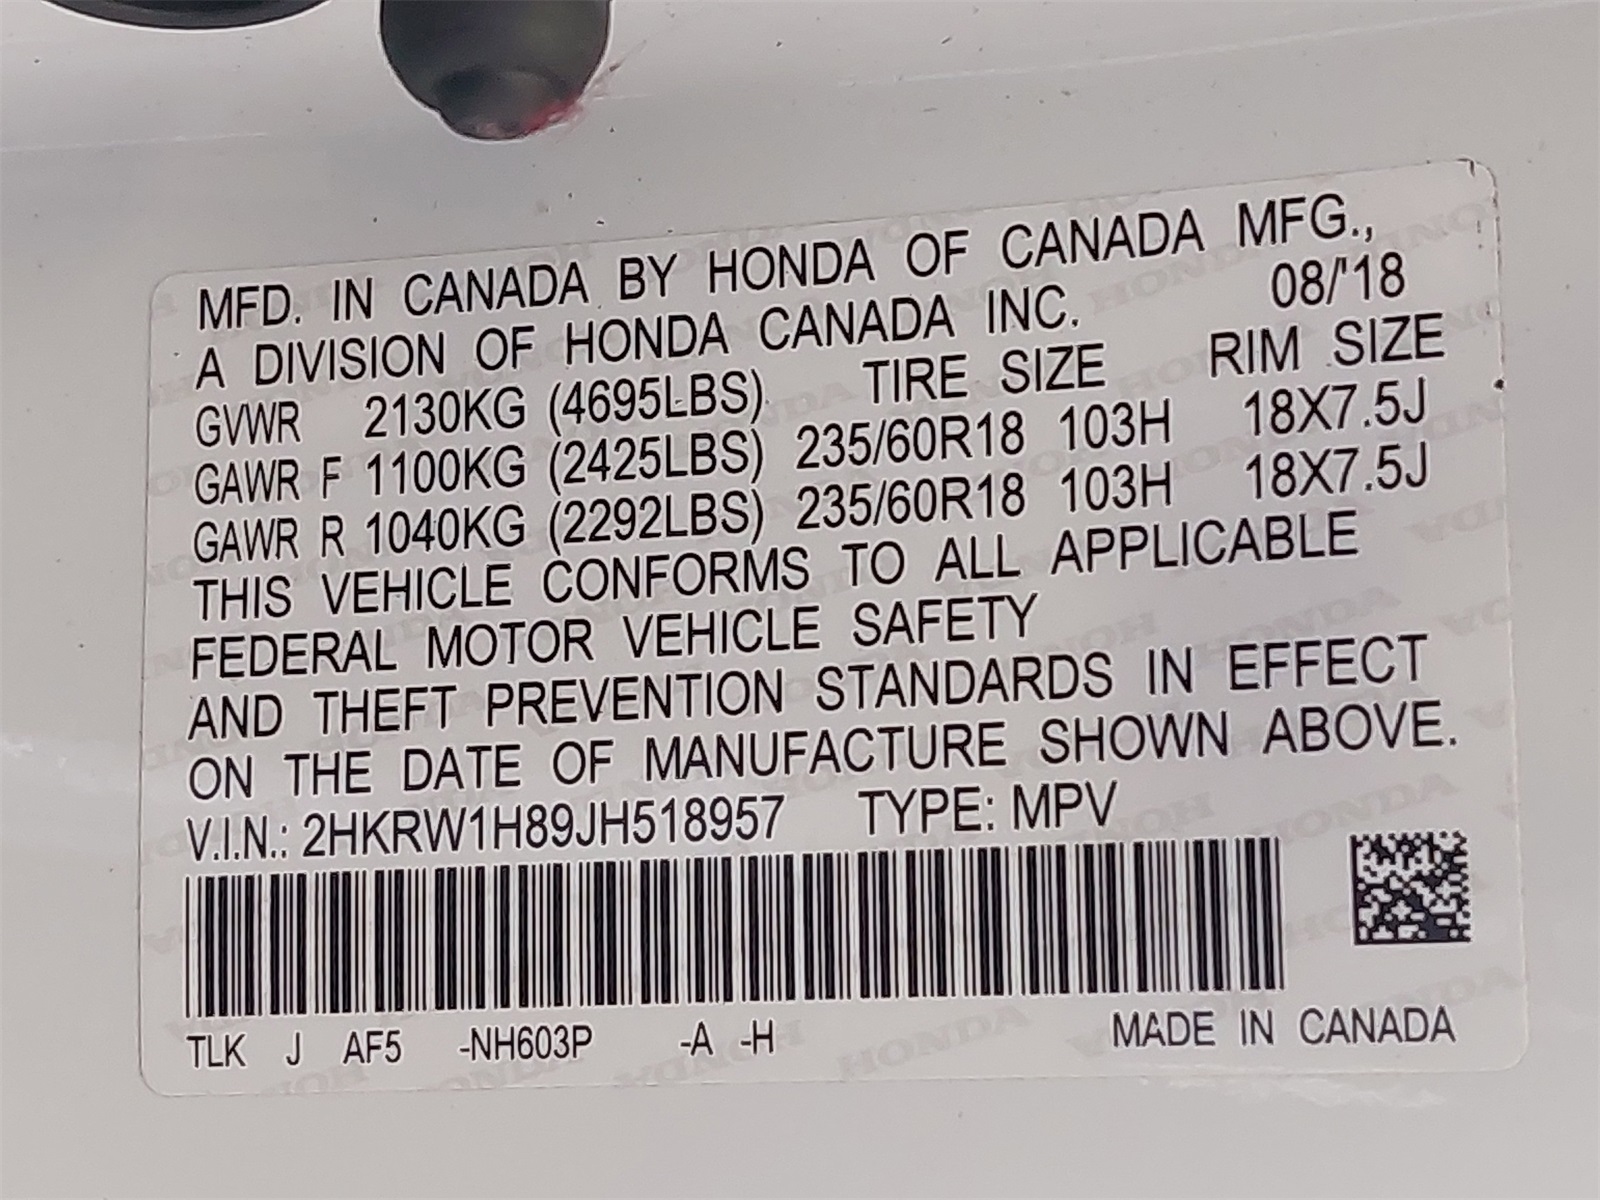 MFD. IN CANADA BY HONDA OF CANADA MFG.,
A DIVISION OF HONDA CANADA INC. 08/'18
GVWR 2130KG (4695LBS) TIRE SIZE RIM SIZE
GAWR F 1100KG (2425LBS) 235/60R18 103H 18X7.5J
GAWR R 1040KG (2292LBS) 235/60R18 103H 18X7.5J
THIS VEHICLE CONFORMS TO ALL APPLICABLE
FEDERAL MOTOR VEHICLE SAFETY
AND THEFT PREVENTION STANDARDS IN EFFECT
ON THE DATE OF MANUFACTURE SHOWN ABOVE.
V.I.N.: 2HKRW1H89JH518957 TYPE: MPV
TLK J AF5 -NH603P -A -H MADE IN CANADA